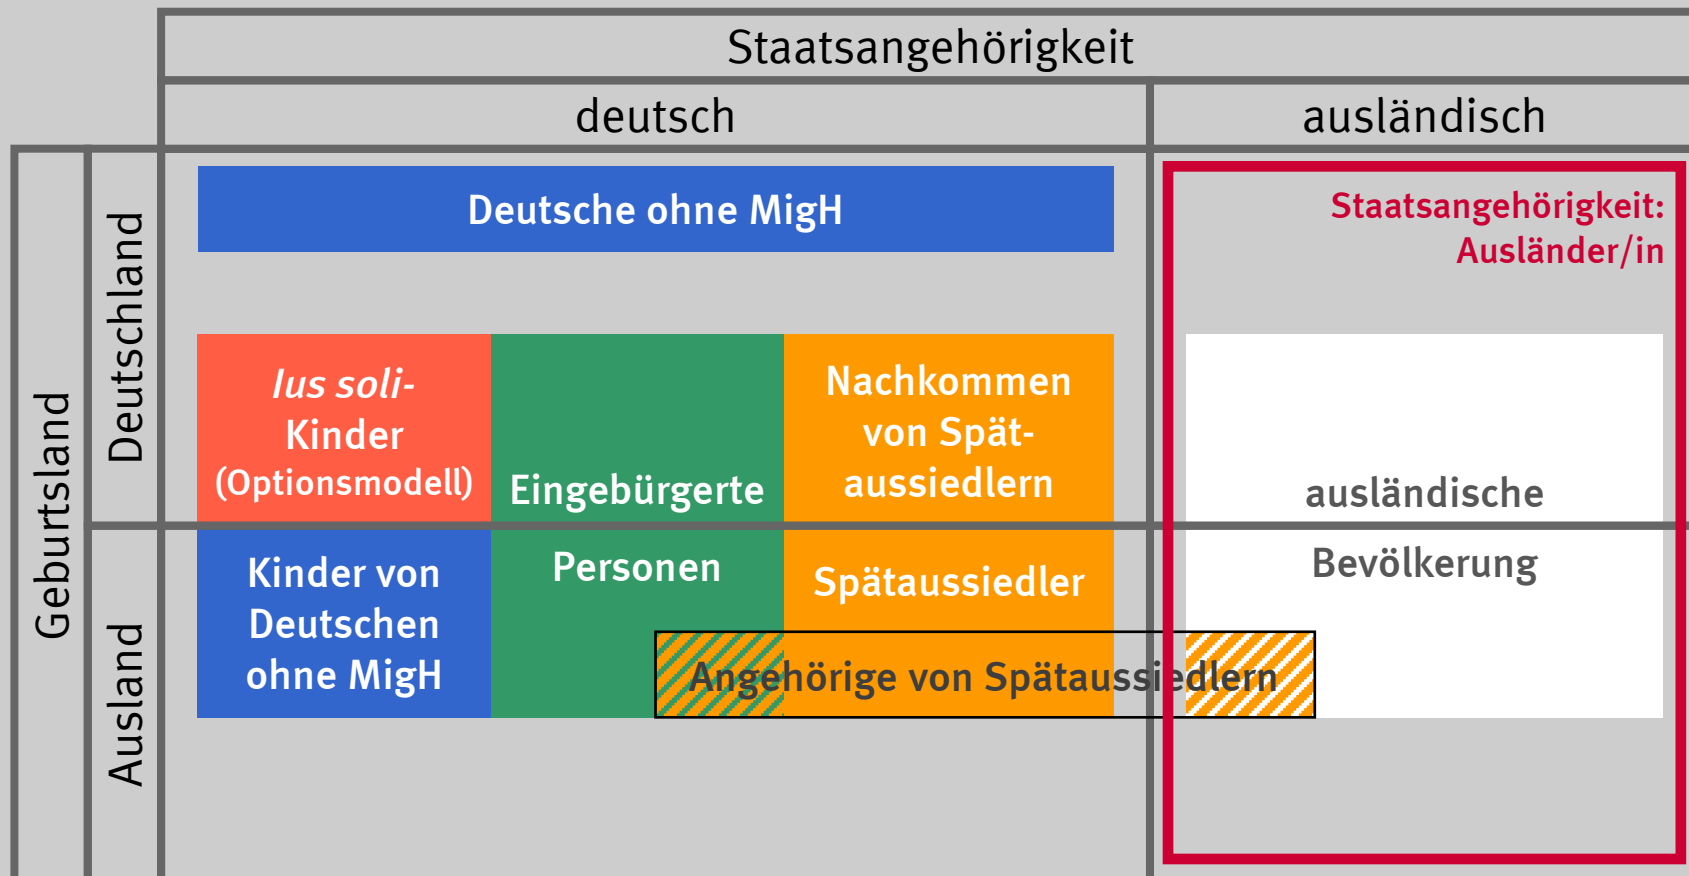 Staatsangehörigkeit
deutsch
ausländisch
Geburtsland
Deutschland
Ausland
Deutsche ohne MigH
Staatsangehörigkeit:
Ausländer/in
Ius soli-
Kinder
(Optionsmodell)
Eingebürgerte
Personen
Nachkommen
von Spät-
aussiedlern
ausländische
Bevölkerung
Kinder von
Deutschen
ohne MigH
Spätaussiedler
Angehörige von Spätaussiedlern